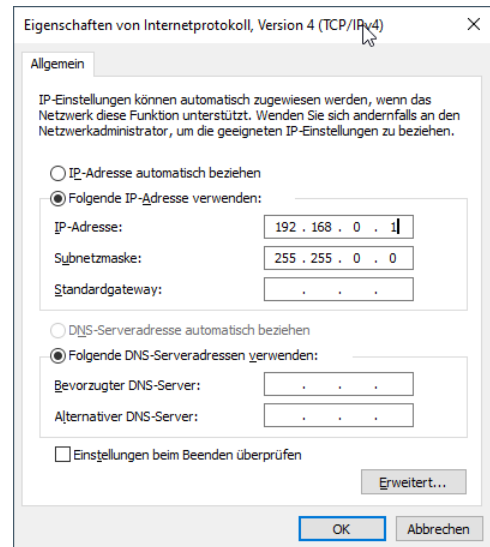 Eigenschaften von Internetprotokoll, Version 4 (TCP/IPv4)
Allgemein
IP-Einstellungen können automatisch zugewiesen werden, wenn das
Netzwerk diese Funktion unterstützt. Wenden Sie sich andernfalls an den
Netzwerkadministrator, um die geeigneten IP-Einstellungen zu beziehen.
IP-Adresse automatisch beziehen
Folgende IP-Adresse verwenden:
IP-Adresse: 192 . 168 . 0 . 1
Subnetzmaske: 255 . 255 . 0 . 0
Standardgateway: . . .
DNS-Serveradresse automatisch beziehen
Folgende DNS-Serveradressen verwenden:
Bevorzugter DNS-Server: . . .
Alternativer DNS-Server: . . .
Einstellungen beim Beenden überprüfen
Erweitert...
OK Abbrechen